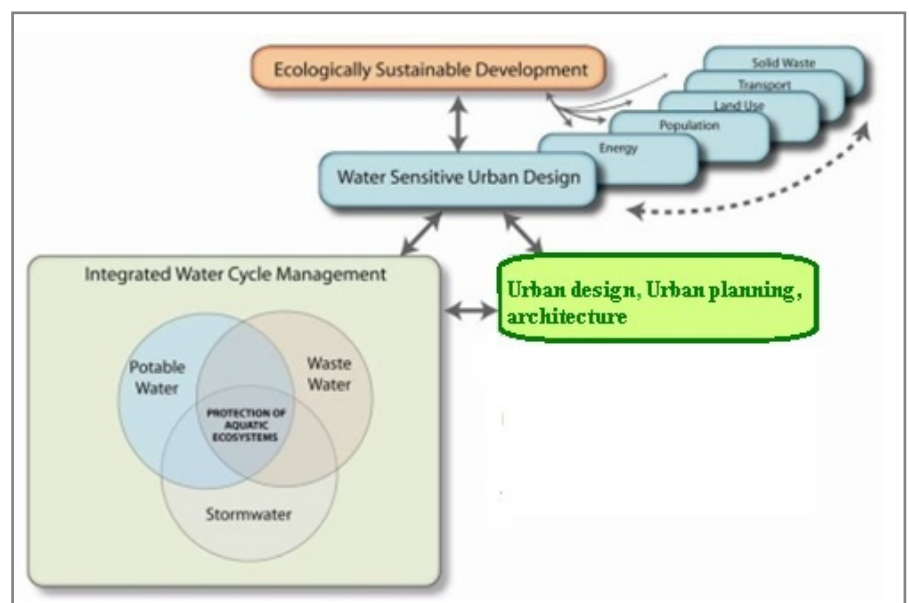 Ecologically Sustainable Development
Solid Waste
Transport
Land Use
Population
Energy
Water Sensitive Urban Design
Integrated Water Cycle Management
Urban design, Urban planning,
architecture
Potable
Water
Waste
Water
PROTECTION OF
AQUATIC
ECOSYSTEMS
Stormwater